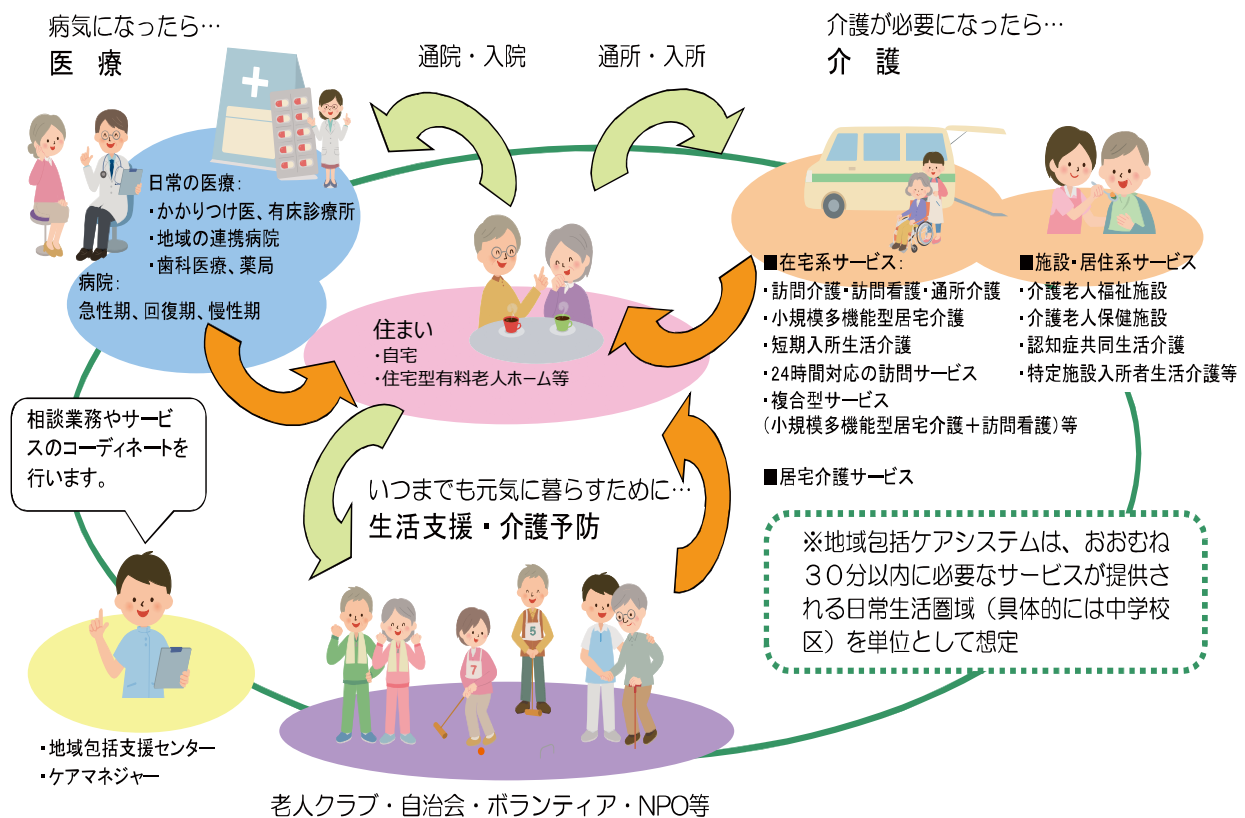 病気になったら…
医　療
通院・入院
通所・入所
介護が必要になったら…
介　護
日常の医療：
・かかりつけ医、有床診療所
・地域の連携病院
・歯科医療、薬局
病院：
急性期、回復期、慢性期
住まい
・自宅
・住宅型有料老人ホーム等
■在宅系サービス：
・訪問介護・訪問看護・通所介護
・小規模多機能型居宅介護
・短期入所生活介護
・24時間対応の訪問サービス
・複合型サービス
（小規模多機能型居宅介護＋訪問看護）等
■居宅介護サービス
■施設・居住系サービス
・介護老人福祉施設
・介護老人保健施設
・認知症共同生活介護
・特定施設入所者生活介護等
相談業務やサービ
スのコーディネートを
行います。
いつまでも元気に暮らすために…
生活支援・介護予防
※地域包括ケアシステムは、おおむね
３０分以内に必要なサービスが提供さ
れる日常生活圏域（具体的には中学校
区）を単位として想定
7
5
・地域包括支援センター
・ケアマネジャー
老人クラブ・自治会・ボランティア・NPO等